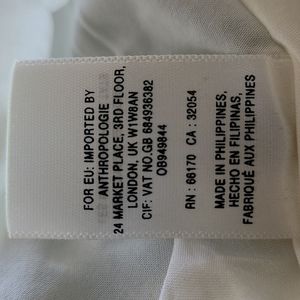 FOR EU: IMPORTED BY
ANTHROPOLOGIE
24 MARKET PLACE, 3RD FLOOR,
LONDON, UK W1W8AN
CIF: VAT NO.GB 684936382
OB949844
RN : 66170 CA : 32054
MADE IN PHILIPPINES,
HECHO EN FILIPINAS,
FABRIQUÉ AUX PHILIPPINES